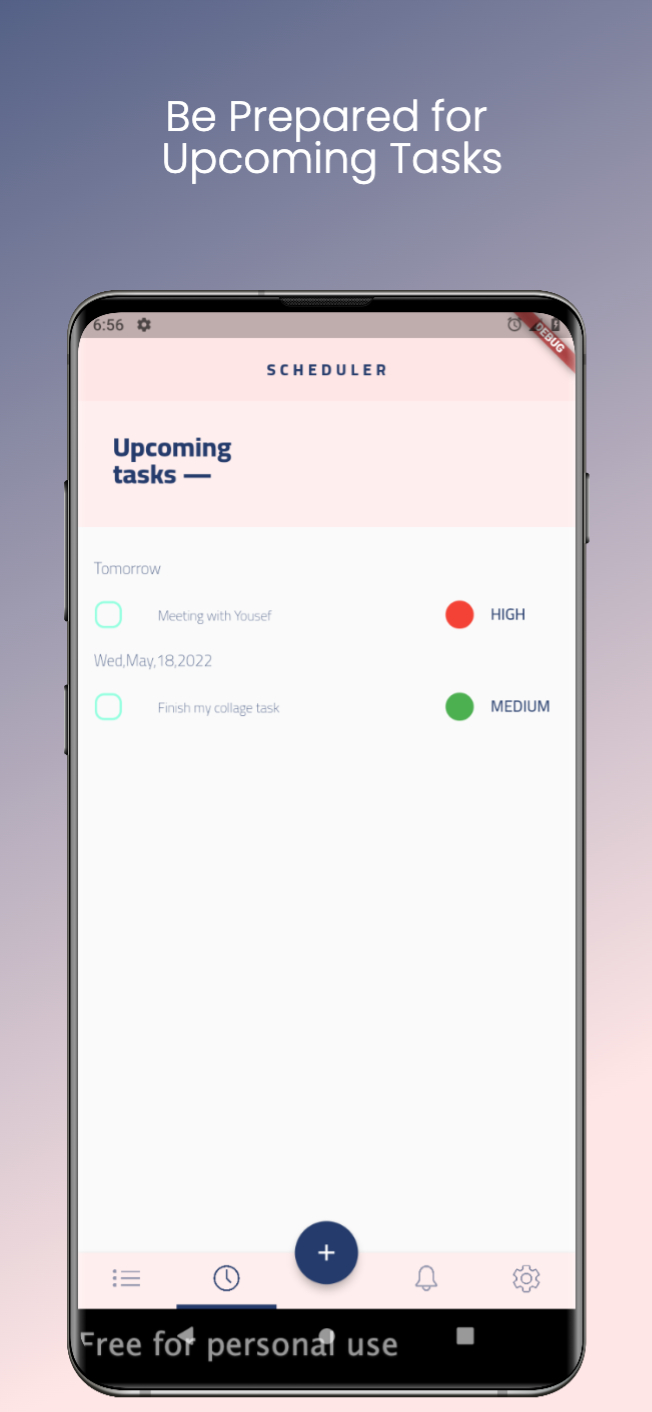 Be Prepared for
Upcoming Tasks
6:56
DEBUG
SCHEDULER
Upcoming
tasks —
Tomorrow
Meeting with Yousef
HIGH
Wed,May,18,2022
Finish my collage task
MEDIUM
+
Free for personal use